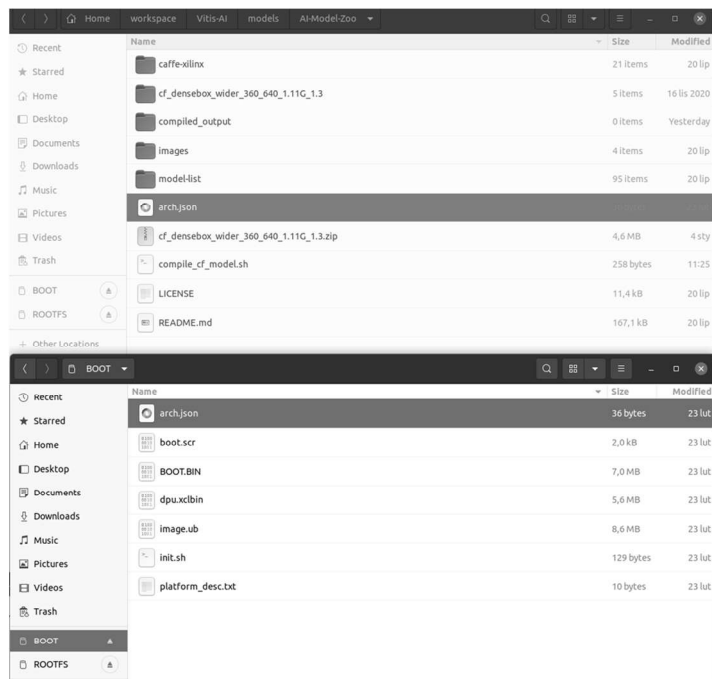 Home workspace Vitis-AI models AI-Model-Zoo
Name Size Modified
Recent
Starred
Home
Desktop
Documents
Downloads
Music
Pictures
Videos
Trash
BOOT
ROOTFS
+ Other Locations
caffe-xilinx 21 items 20 lip
cf_densebox_wider_360_640_1.11G_1.3 5 items 16 lis 2020
compiled_output 0 items Yesterday
images 4 items 20 lip
model-list 95 items 20 lip
arch.json
cf_densebox_wider_360_640_1.11G_1.3.zip 4,6 MB 4 sty
compile_cf_model.sh 258 bytes 11:25
LICENSE 11,4 kB 20 lip
README.md 167,1 kB 20 lip
BOOT
Name Size Modified
Recent
Starred
Home
Desktop
Documents
Downloads
Music
Pictures
Videos
Trash
BOOT
ROOTFS
arch.json 36 bytes 23 lut
boot.scr 2,0 kB 23 lut
BOOT.BIN 7,0 MB 23 lut
dpu.xclbin 5,6 MB 23 lut
image.ub 8,6 MB 23 lut
init.sh 129 bytes 23 lut
platform_desc.txt 10 bytes 23 lut